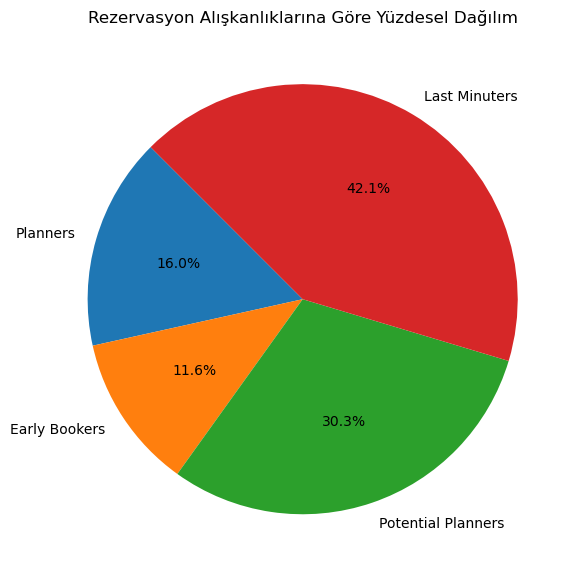 Rezervasyon Alışkanlıklarına Göre Yüzdesel Dağılım
Last Minuters
42.1%
Planners
16.0%
11.6%
Early Bookers
30.3%
Potential Planners